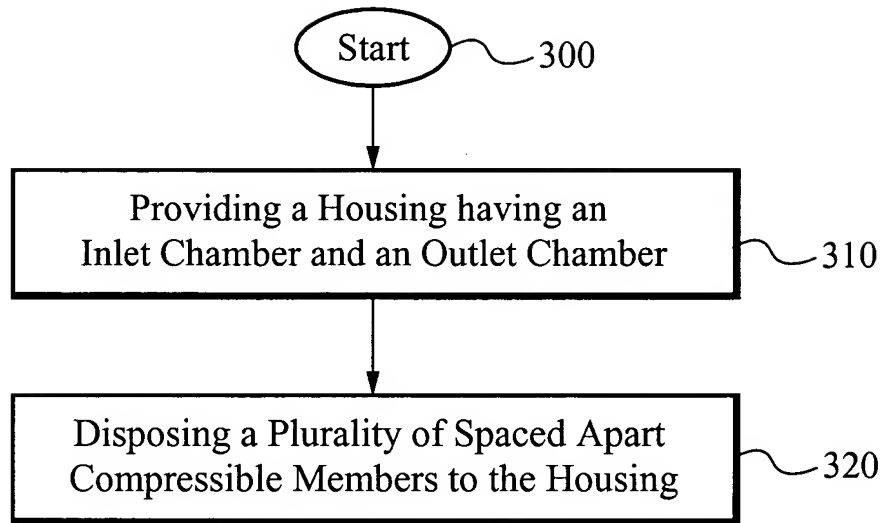 Start
300
Providing a Housing having an
Inlet Chamber and an Outlet Chamber
310
Disposing a Plurality of Spaced Apart
Compressible Members to the Housing
320